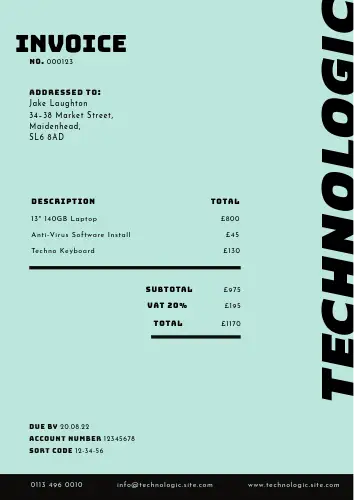 INVOICE
NO. 000123
ADDRESSED TO:
Jake Laughton
34-38 Market Street,
Maidenhead,
SL6 8AD
TECHNOLOGIC
DESCRIPTION TOTAL
13" 140GB Laptop £800
Anti-Virus Software Install £45
Techno Keyboard £130
SUBTOTAL £975
VAT 20% £195
TOTAL £1170
DUE BY 20.08.22
ACCOUNT NUMBER 12345678
SORT CODE 12-34-56
0113 496 0010 info@technologic.site.com www.technologic.site.com